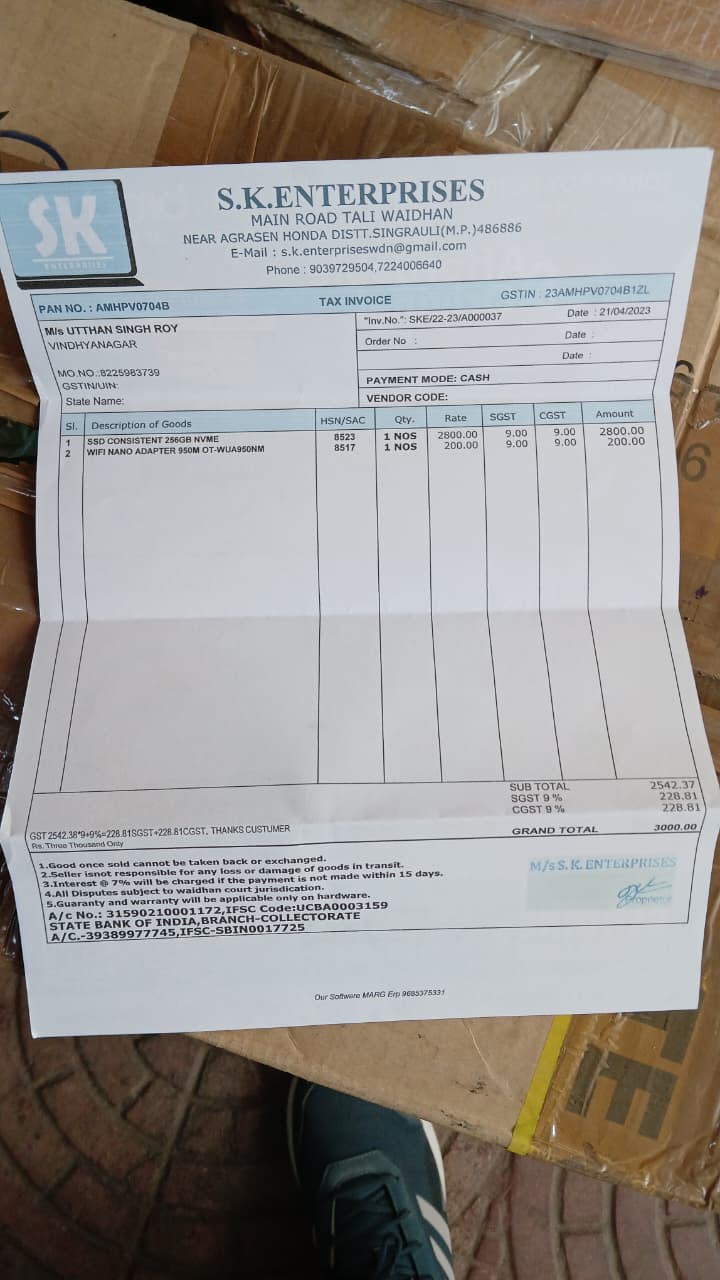 SK
ENTERPRISES
S.K.ENTERPRISES
MAIN ROAD TALI WAIDHAN
NEAR AGRASEN HONDA DISTT.SINGRAULI(M.P.)486886
E-Mail : s.k.enterpriseswdn@gmail.com
Phone : 9039729504,7224006640
PAN NO. : AMHPV0704B TAX INVOICE GSTIN : 23AMHPV0704B1ZL
M/s UTTHAN SINGH ROY
VINDHYANAGAR
MO.NO.:8225983739
GSTIN/UIN:
State Name:
"Inv.No.": SKE/22-23/A000037 Date : 21/04/2023
Order No : Date :
Date :
PAYMENT MODE: CASH
VENDOR CODE:
Sl. Description of Goods HSN/SAC Qty. Rate SGST CGST Amount
1 SSD CONSISTENT 256GB NVME 8523 1 NOS 2800.00 9.00 9.00 2800.00
2 WIFI NANO ADAPTER 950M OT-WUA950NM 8517 1 NOS 200.00 9.00 9.00 200.00
SUB TOTAL 2542.37
SGST 9 % 228.81
CGST 9 % 228.81
GST 2542.38*9+9%=228.81SGST+228.81CGST, THANKS CUSTUMER
Rs. Three Thousand Only
GRAND TOTAL 3000.00
1.Good once sold cannot be taken back or exchanged.
2.Seller isnot responsible for any loss or damage of goods in transit.
3.Interest @ 7% will be charged if the payment is not made within 15 days.
4.All Disputes subject to waidhan court jurisdication.
5.Guaranty and warranty will be applicable only on hardware.
A/c No.: 31590210001172,IFSC Code:UCBA0003159
STATE BANK OF INDIA,BRANCH-COLLECTORATE
A/C.-39389977745,IFSC-SBIN0017725
M/s S.K. ENTERPRISES
Proprietor
Our Software MARG Erp 9685375331